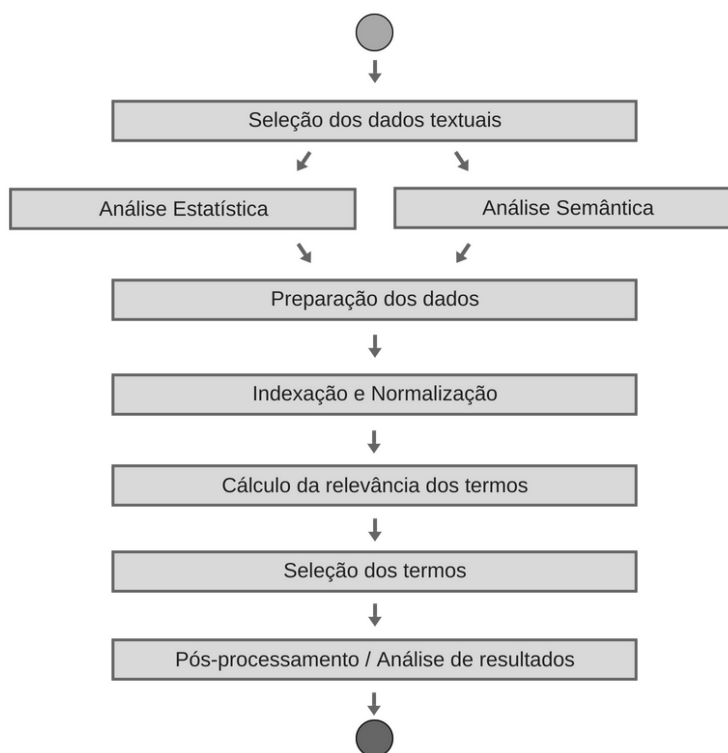 Seleção dos dados textuais
Análise Estatística
Análise Semântica
Preparação dos dados
Indexação e Normalização
Cálculo da relevância dos termos
Seleção dos termos
Pós-processamento / Análise de resultados